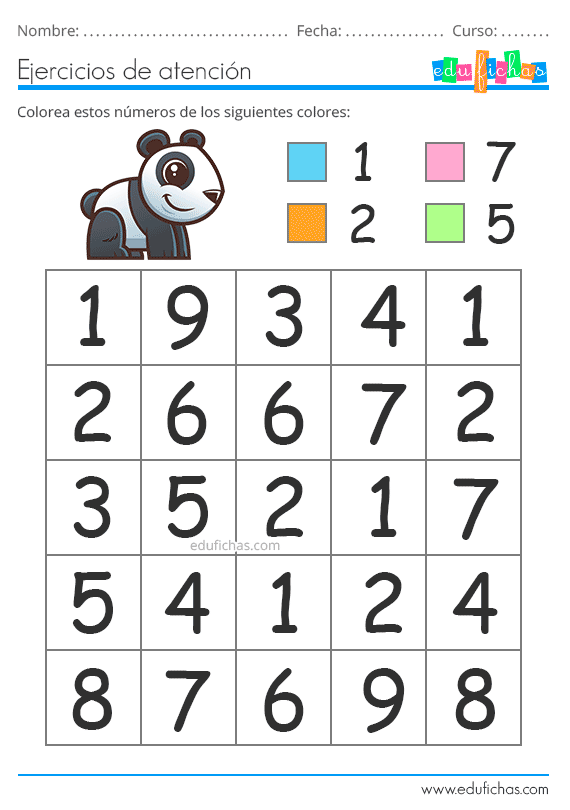 Nombre: ................................. Fecha: ................ Curso: ........
Ejercicios de atención
edufichas
Colorea estos números de los siguientes colores:
1 7
2 5
1 9 3 4 1
2 6 6 7 2
3 5 2 1 7
edufichas.com
5 4 1 2 4
8 7 6 9 8
www.edufichas.com